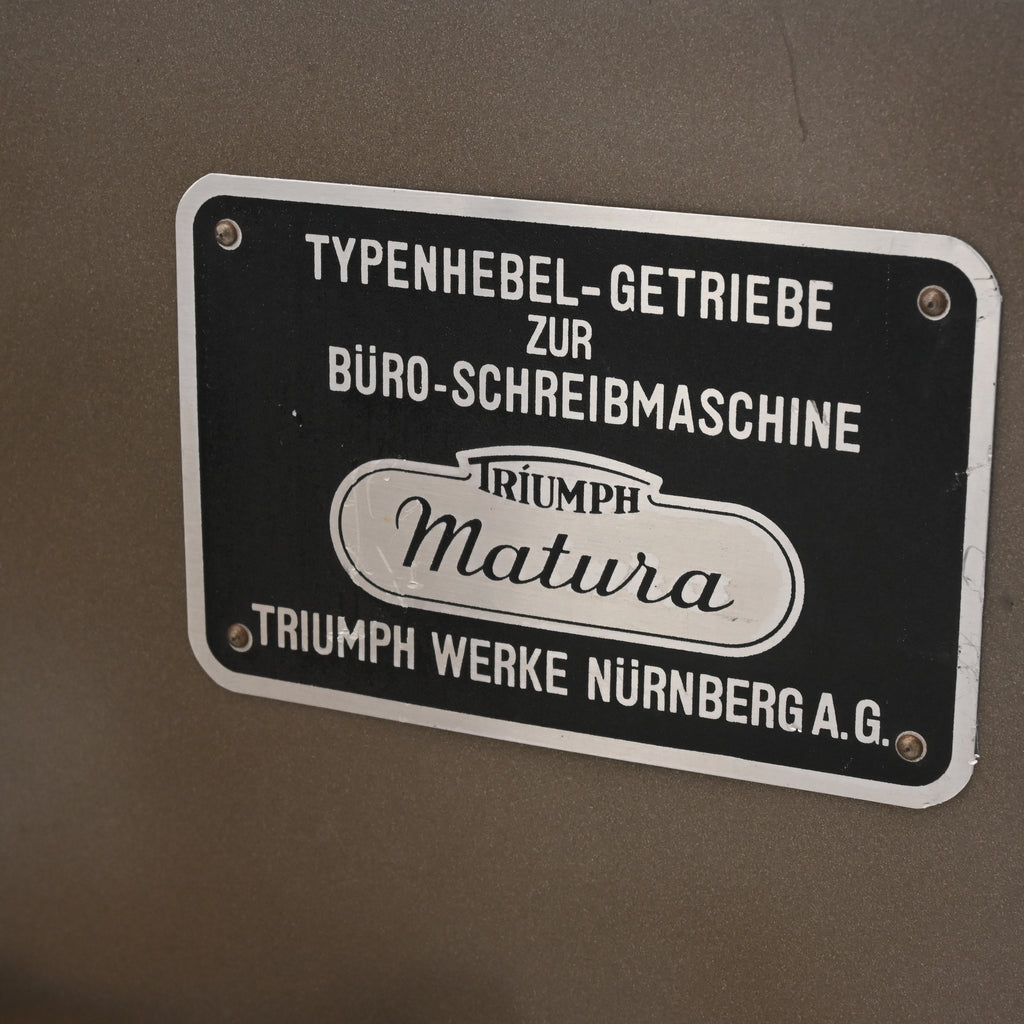 TYPENHEBEL-GETRIEBE
ZUR
BÜRO-SCHREIBMASCHINE
TRIUMPH
Matura
TRIUMPH WERKE NÜRNBERG A.G.